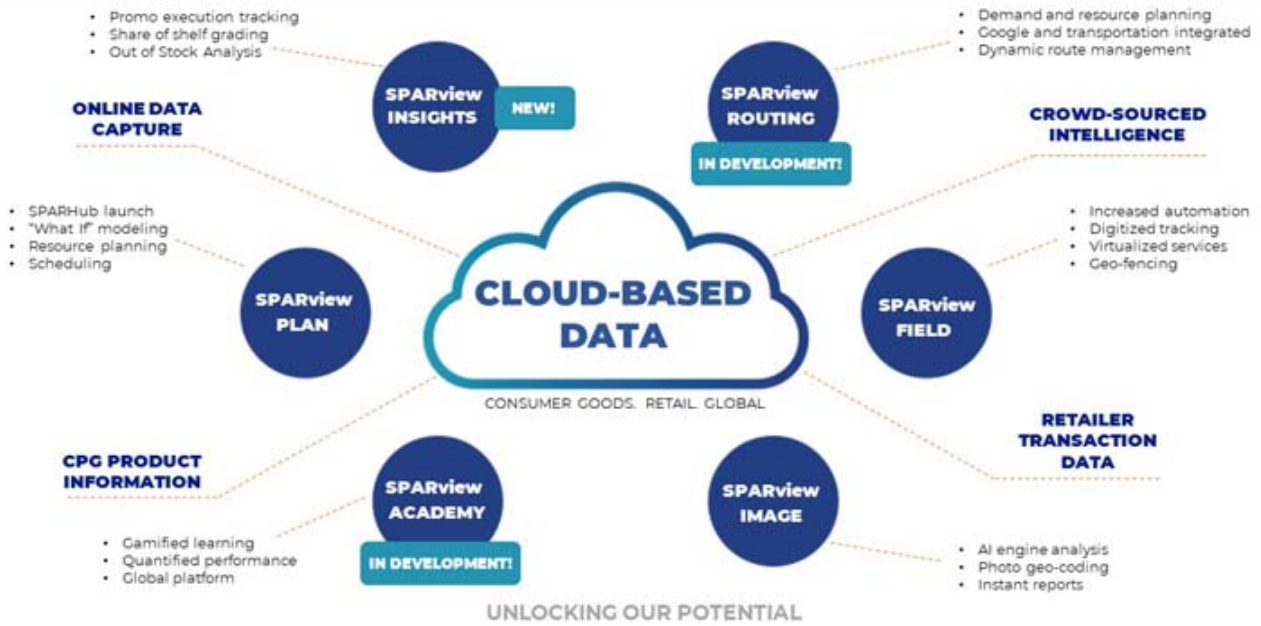 • Promo execution tracking
• Share of shelf grading
• Out of Stock Analysis
SPARview
INSIGHTS
NEW!
SPARview
ROUTING
IN DEVELOPMENT!
• Demand and resource planning
• Google and transportation integrated
• Dynamic route management
ONLINE DATA
CAPTURE
CROWD-SOURCED
INTELLIGENCE
• SPARHub launch
• "What If" modeling
• Resource planning
• Scheduling
SPARview
PLAN
CLOUD-BASED
DATA
CONSUMER GOODS. RETAIL. GLOBAL
SPARview
FIELD
• Increased automation
• Digitized tracking
• Virtualized services
• Geo-fencing
CPG PRODUCT
INFORMATION
RETAILER
TRANSACTION
DATA
SPARview
ACADEMY
IN DEVELOPMENT!
• Gamified learning
• Quantified performance
• Global platform
SPARview
IMAGE
• AI engine analysis
• Photo geo-coding
• Instant reports
UNLOCKING OUR POTENTIAL